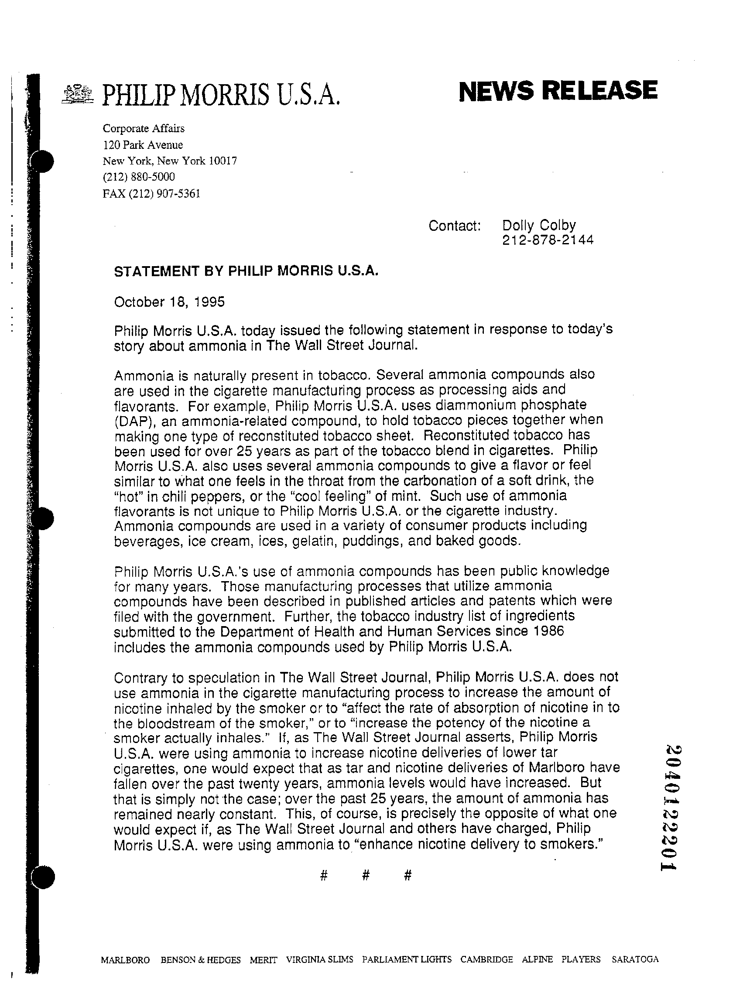 PHILIP MORRIS U.S.A.
NEWS RELEASE
Corporate Affairs
120 Park Avenue
New York, New York 10017
(212) 880-5000
FAX (212) 907-5361
Contact: Dolly Colby
212-878-2144
STATEMENT BY PHILIP MORRIS U.S.A.
October 18, 1995
Philip Morris U.S.A. today issued the following statement in response to today's
story about ammonia in The Wall Street Journal.
Ammonia is naturally present in tobacco. Several ammonia compounds also
are used in the cigarette manufacturing process as processing aids and
flavorants. For example, Philip Morris U.S.A. uses diammonium phosphate
(DAP), an ammonia-related compound, to hold tobacco pieces together when
making one type of reconstituted tobacco sheet. Reconstituted tobacco has
been used for over 25 years as part of the tobacco blend in cigarettes. Philip
Morris U.S.A. also uses several ammonia compounds to give a flavor or feel
similar to what one feels in the throat from the carbonation of a soft drink, the
"hot" in chili peppers, or the "cool feeling" of mint. Such use of ammonia
flavorants is not unique to Philip Morris U.S.A. or the cigarette industry.
Ammonia compounds are used in a variety of consumer products including
beverages, ice cream, ices, gelatin, puddings, and baked goods.
Philip Morris U.S.A.'s use of ammonia compounds has been public knowledge
for many years. Those manufacturing processes that utilize ammonia
compounds have been described in published articles and patents which were
filed with the government. Further, the tobacco industry list of ingredients
submitted to the Department of Health and Human Services since 1986
includes the ammonia compounds used by Philip Morris U.S.A.
Contrary to speculation in The Wall Street Journal, Philip Morris U.S.A. does not
use ammonia in the cigarette manufacturing process to increase the amount of
nicotine inhaled by the smoker or to "affect the rate of absorption of nicotine in to
the bloodstream of the smoker," or to "increase the potency of the nicotine a
smoker actually inhales." If, as The Wall Street Journal asserts, Philip Morris
U.S.A. were using ammonia to increase nicotine deliveries of lower tar
cigarettes, one would expect that as tar and nicotine deliveries of Marlboro have
fallen over the past twenty years, ammonia levels would have increased. But
that is simply not the case; over the past 25 years, the amount of ammonia has
remained nearly constant. This, of course, is precisely the opposite of what one
would expect if, as The Wall Street Journal and others have charged, Philip
Morris U.S.A. were using ammonia to "enhance nicotine delivery to smokers."
# # #
2040122201
MARLBORO BENSON & HEDGES MERIT VIRGINIA SLIMS PARLIAMENT LIGHTS CAMBRIDGE ALPINE PLAYERS SARATOGA